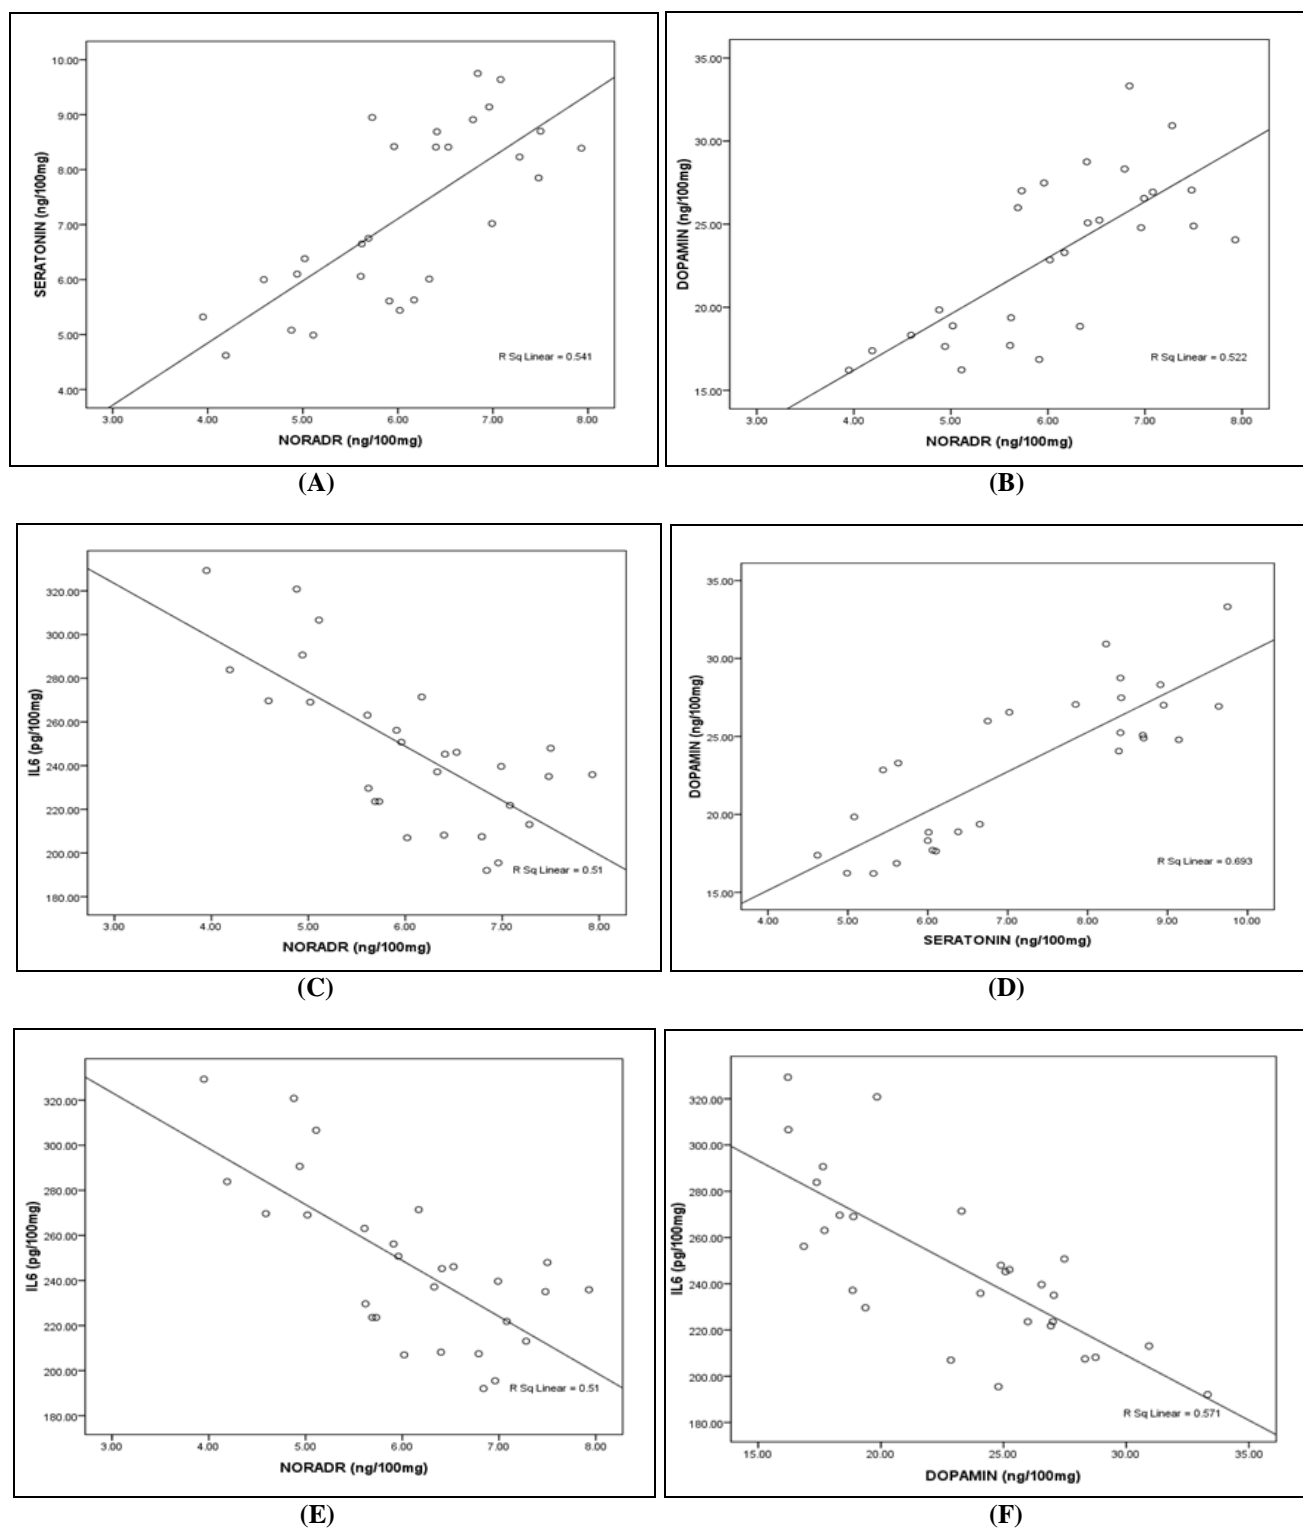 10.00
9.00
8.00
7.00
6.00
5.00
4.00
SERATONIN (ng/100mg)
R Sq Linear = 0.541
3.00 4.00 5.00 6.00 7.00 8.00
NORADR (ng/100mg)
(A)
35.00
30.00
25.00
20.00
15.00
DOPAMIN (ng/100mg)
R Sq Linear = 0.522
3.00 4.00 5.00 6.00 7.00 8.00
NORADR (ng/100mg)
(B)
320.00
300.00
280.00
260.00
240.00
220.00
200.00
180.00
IL6 (pg/100mg)
R Sq Linear = 0.51
3.00 4.00 5.00 6.00 7.00 8.00
NORADR (ng/100mg)
(C)
35.00
30.00
25.00
20.00
15.00
DOPAMIN (ng/100mg)
R Sq Linear = 0.693
4.00 5.00 6.00 7.00 8.00 9.00 10.00
SERATONIN (ng/100mg)
(D)
320.00
300.00
280.00
260.00
240.00
220.00
200.00
180.00
IL6 (pg/100mg)
R Sq Linear = 0.51
3.00 4.00 5.00 6.00 7.00 8.00
NORADR (ng/100mg)
(E)
320.00
300.00
280.00
260.00
240.00
220.00
200.00
180.00
IL6 (pg/100mg)
R Sq Linear = 0.571
15.00 20.00 25.00 30.00 35.00
DOPAMIN (ng/100mg)
(F)